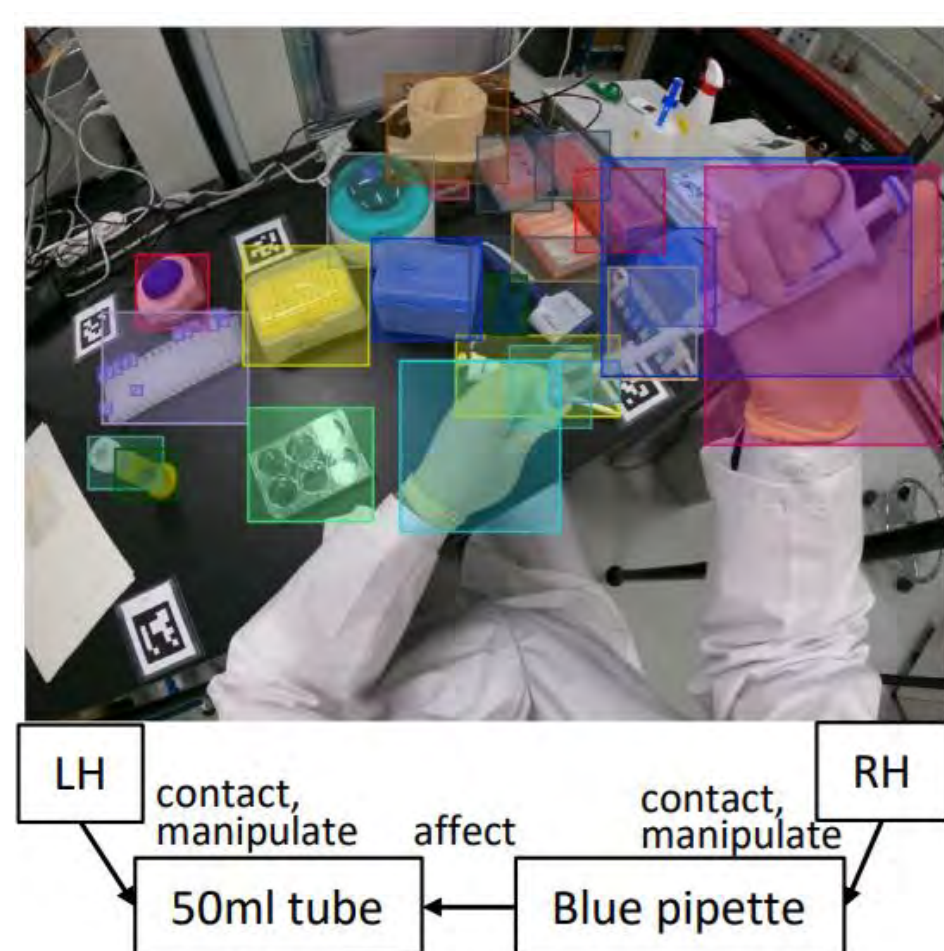 LH
RH
contact,
manipulate
affect
contact,
manipulate
50ml tube
Blue pipette